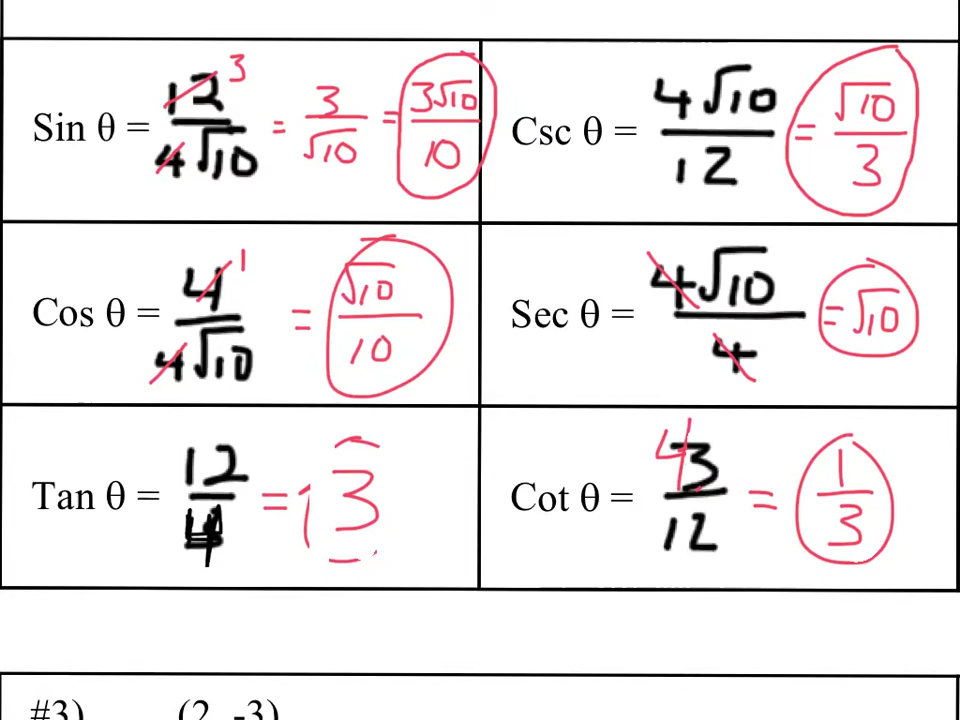 Sin θ = 12/4√10 3 = 3/√10 = 3√10/10
Csc θ = 4√10/12 = √10/3
Cos θ = 4/4√10 1 = √10/10
Sec θ = 4√10/4 = √10
Tan θ = 12/4 = 3
Cot θ = 4/12 = 1/3
#3) (2, -3)